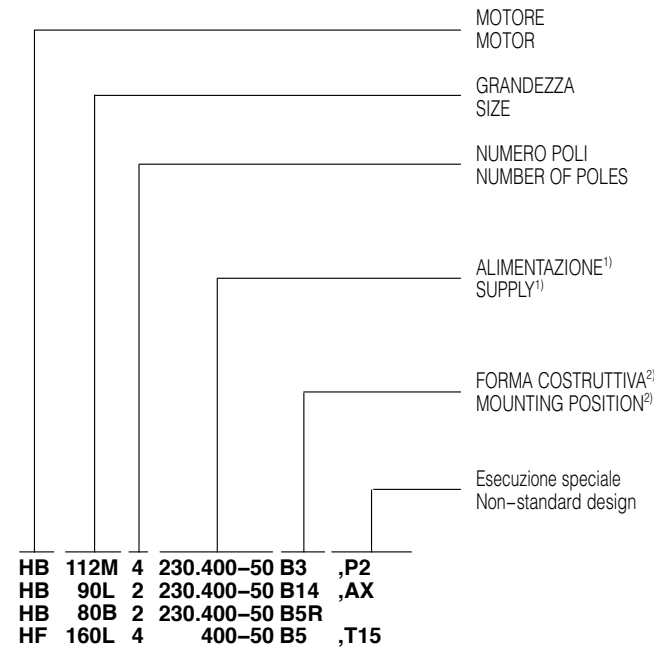 MOTORE
MOTOR
GRANDEZZA
SIZE
NUMERO POLI
NUMBER OF POLES
ALIMENTAZIONE1)
SUPPLY1)
FORMA COSTRUTTIVA2)
MOUNTING POSITION2)
Esecuzione speciale
Non−standard design
HB 112M 4 230.400−50 B3 ,P2
HB 90L 2 230.400−50 B14 ,AX
HB 80B 2 230.400−50 B5R
HF 160L 4 400−50 B5 ,T15